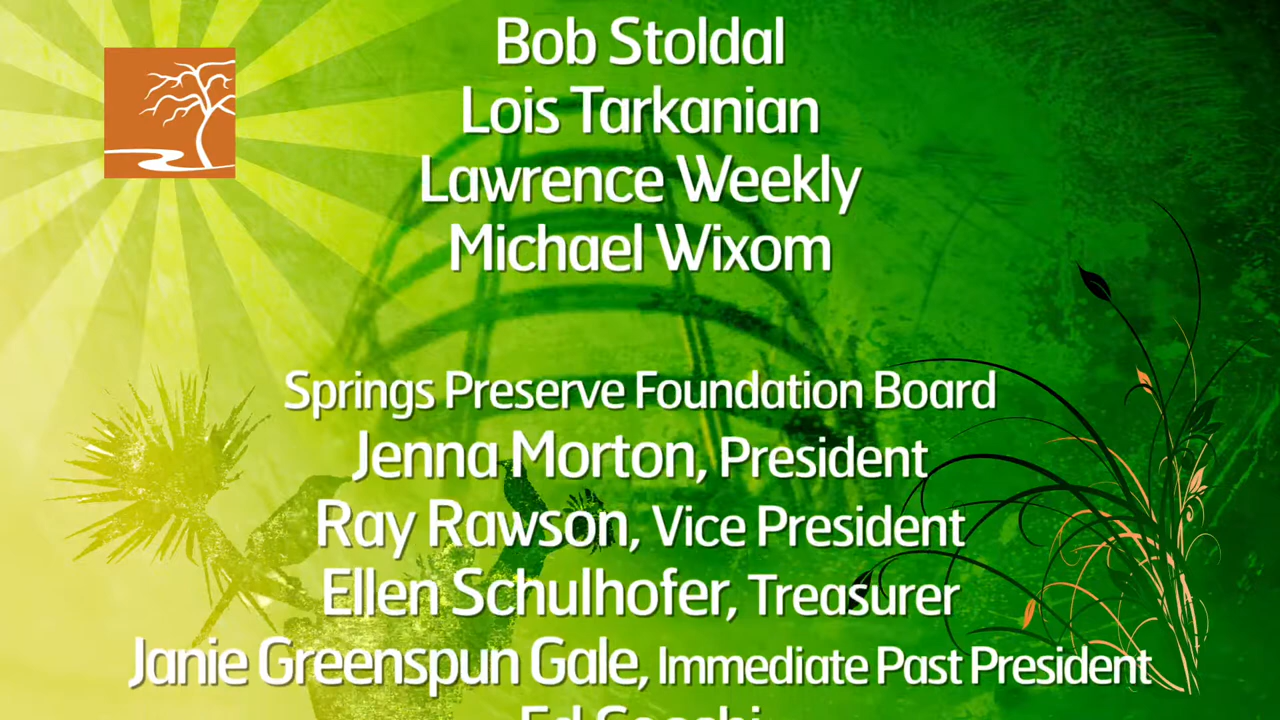 Bob Stoldal
Lois Tarkanian
Lawrence Weekly
Michael Wixom
Springs Preserve Foundation Board
Jenna Morton, President
Ray Rawson, Vice President
Ellen Schulhofer, Treasurer
Janie Greenspun Gale, Immediate Past President
Ed